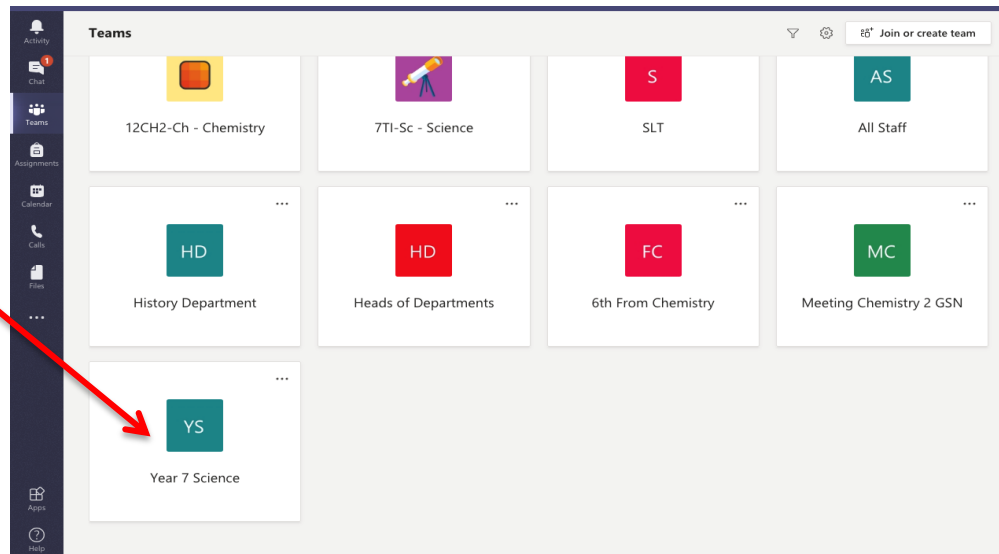 Activity
Chat
1
Teams
Assignments
Calendar
Calls
Files
...
Apps
Help
Teams
Join or create team
S
AS
12CH2-Ch - Chemistry
7TI-Sc - Science
SLT
All Staff
...
...
...
...
HD
HD
FC
MC
History Department
Heads of Departments
6th From Chemistry
Meeting Chemistry 2 GSN
...
YS
Year 7 Science